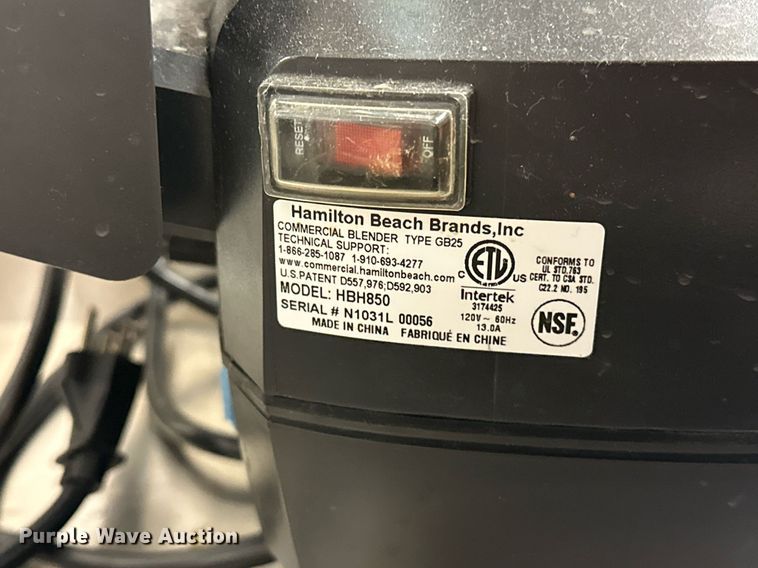 RESET
OFF
Hamilton Beach Brands,Inc
COMMERCIAL BLENDER TYPE GB25
TECHNICAL SUPPORT:
1-866-285-1087 1-910-693-4277
www.commercial.hamiltonbeach.com
U.S.PATENT D557,976;D592,903
MODEL: HBH850
SERIAL # N1031L 00056
MADE IN CHINA FABRIQUÉ EN CHINE
C ETL US
Intertek
3174425
120V~ 60Hz
13.0A
CONFORMS TO
UL STD.763
CERT. TO CSA STD.
C22.2 NO. 195
NSF
Purple Wave Auction